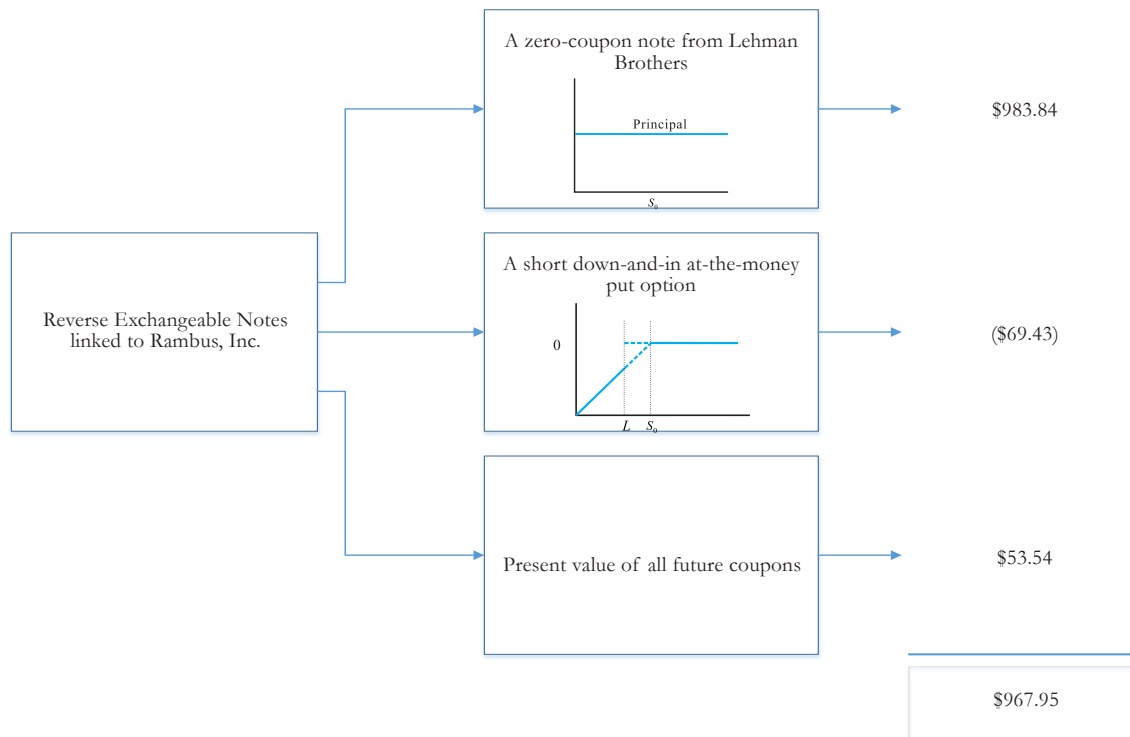 A zero-coupon note from Lehman
Brothers
Principal
S₀
$983.84
Reverse Exchangeable Notes
linked to Rambus, Inc.
A short down-and-in at-the-money
put option
0
L S₀
($69.43)
Present value of all future coupons
$53.54
$967.95